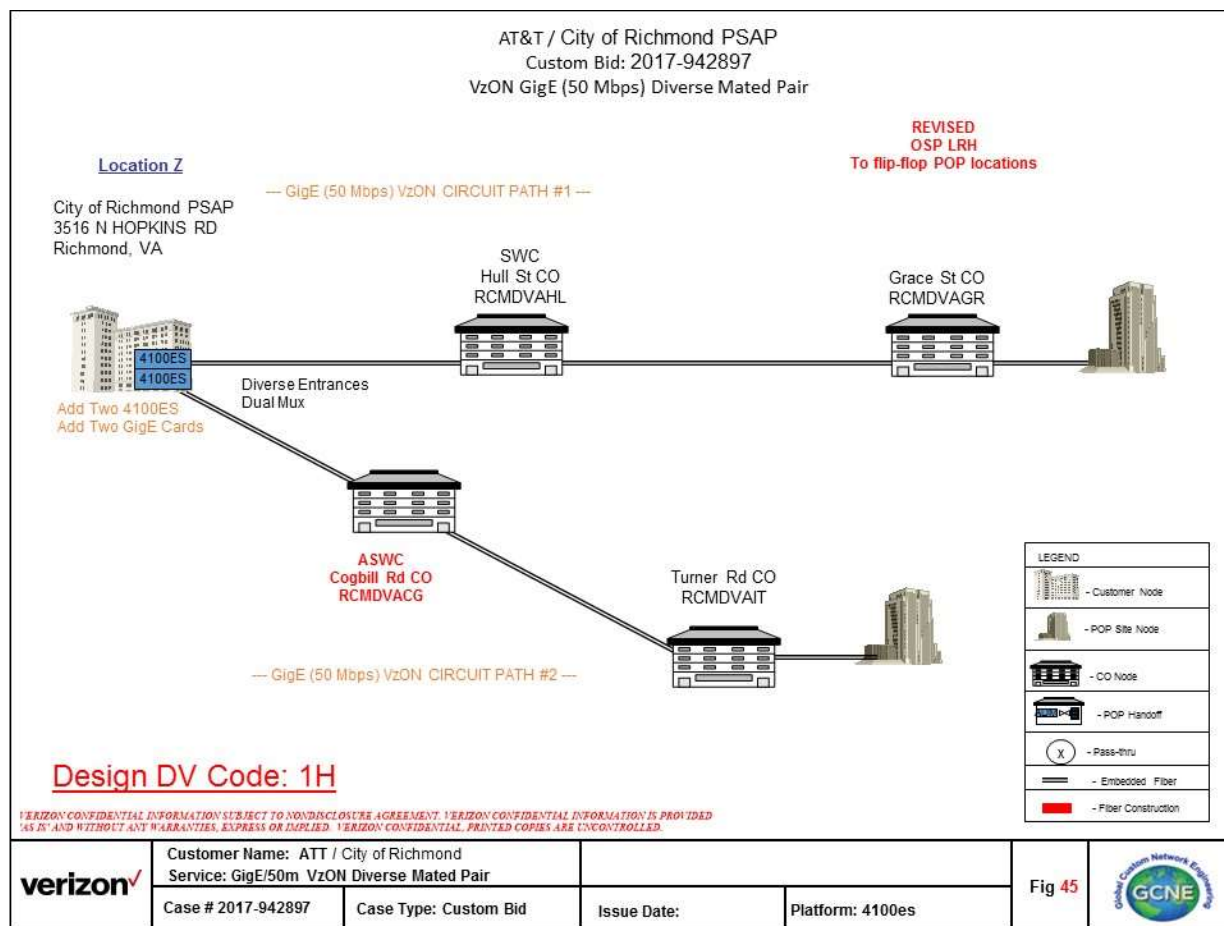 AT&T / City of Richmond PSAP
Custom Bid: 2017-942897
VzON GigE (50 Mbps) Diverse Mated Pair
REVISED
OSP LRH
To flip-flop POP locations
Location Z
--- GigE (50 Mbps) VzON CIRCUIT PATH #1 ---
City of Richmond PSAP
3516 N HOPKINS RD
Richmond, VA
SWC
Hull St CO
RCMDVAHL
Grace St CO
RCMDVAGR
4100ES
4100ES
Diverse Entrances
Dual Mux
Add Two 4100ES
Add Two GigE Cards
ASWC
Cogbill Rd CO
RCMDVACG
Turner Rd CO
RCMDVAIT
--- GigE (50 Mbps) VzON CIRCUIT PATH #2 ---
LEGEND
- Customer Node
- POP Site Node
- CO Node
- POP Handoff
X - Pass-thru
- Embedded Fiber
- Fiber Construction
Design DV Code: 1H
VERIZON CONFIDENTIAL INFORMATION SUBJECT TO NONDISCLOSURE AGREEMENT. VERIZON CONFIDENTIAL INFORMATION IS PROVIDED
'AS IS' AND WITHOUT ANY WARRANTIES, EXPRESS OR IMPLIED. VERIZON CONFIDENTIAL, PRINTED COPIES ARE UNCONTROLLED.
verizon
Customer Name: ATT / City of Richmond
Service: GigE/50m VzON Diverse Mated Pair
Case # 2017-942897
Case Type: Custom Bid
Issue Date:
Platform: 4100es
Fig 45
Global Custom Network Engineering
GCNE